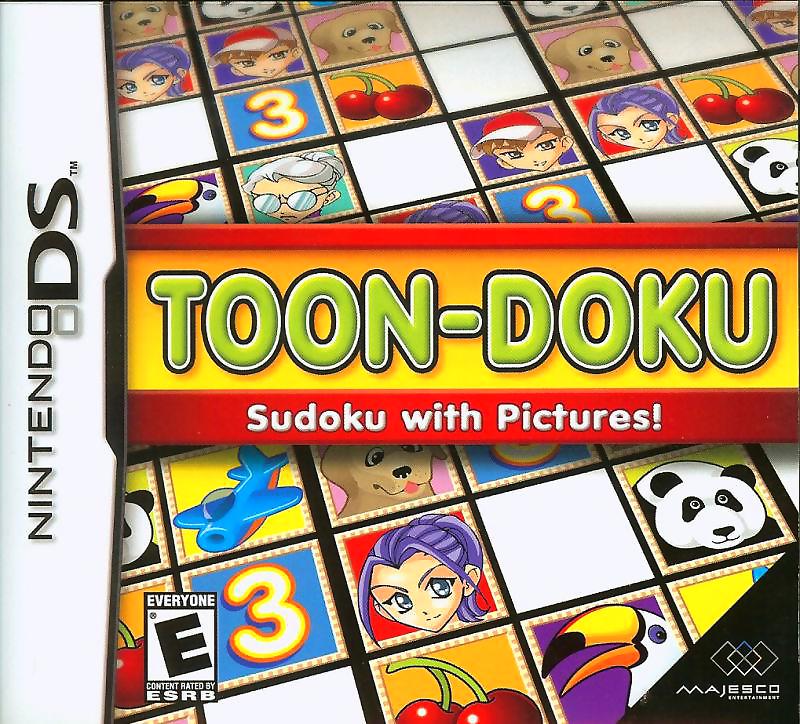 NINTENDO DS™
3
3
TOON-DOKU
Sudoku with Pictures!
3
EVERYONE
E
®
CONTENT RATED BY
ESRB
MAJESCO
ENTERTAINMENT